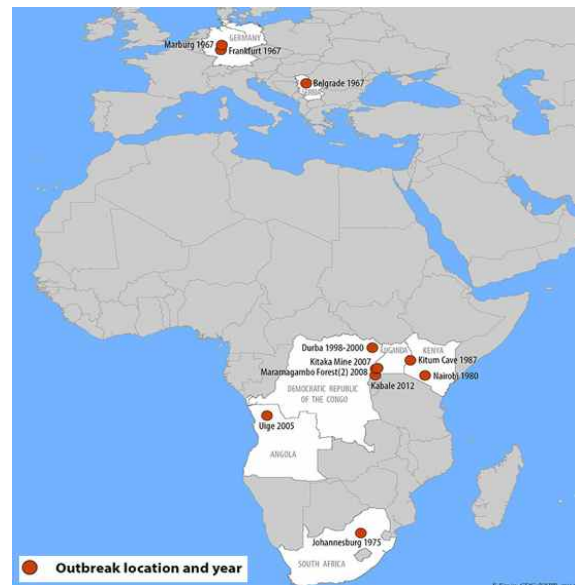 GERMANY
Marburg 1967
Frankfurt 1967
Belgrade 1967
Durba 1998-2000
UGANDA
KENYA
Kitaka Mine 2007
Kitum Cave 1987
Maramagambo Forest(2) 2008
Nairobi 1980
Kabale 2012
DEMOCRATIC REPUBLIC
OF THE CONGO
Uige 2005
ANGOLA
Johannesburg 1975
SOUTH AFRICA
Outbreak location and year